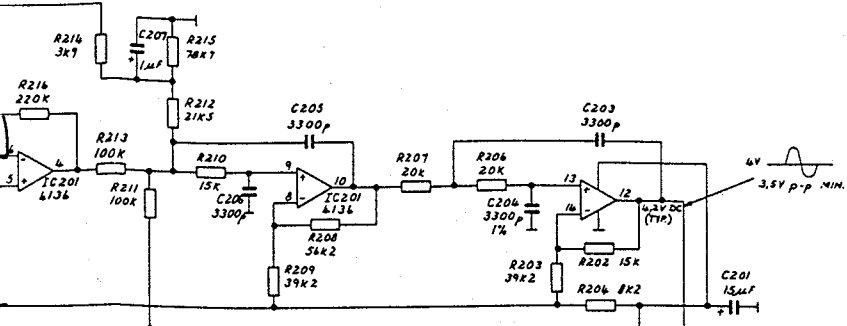 R214
3K9
C207
+ 1µF
R215
78K7
R216
220K
R212
21K5
C205
3300p
C203
3300p
6
-
4
5
+
IC201
6136
R213
100K
R211
100K
R210
15K
C206
3300p
9
+
10
8
-
IC201
6136
R207
20K
R206
20K
C204
3300p
1%
13
+
12
14
-
4,2V DC
(TYP.)
4V
3,5V p-p MIN.
R208
56K2
R209
39K2
R203
39K2
R202 15K
R204 8K2
C201
15µF
+